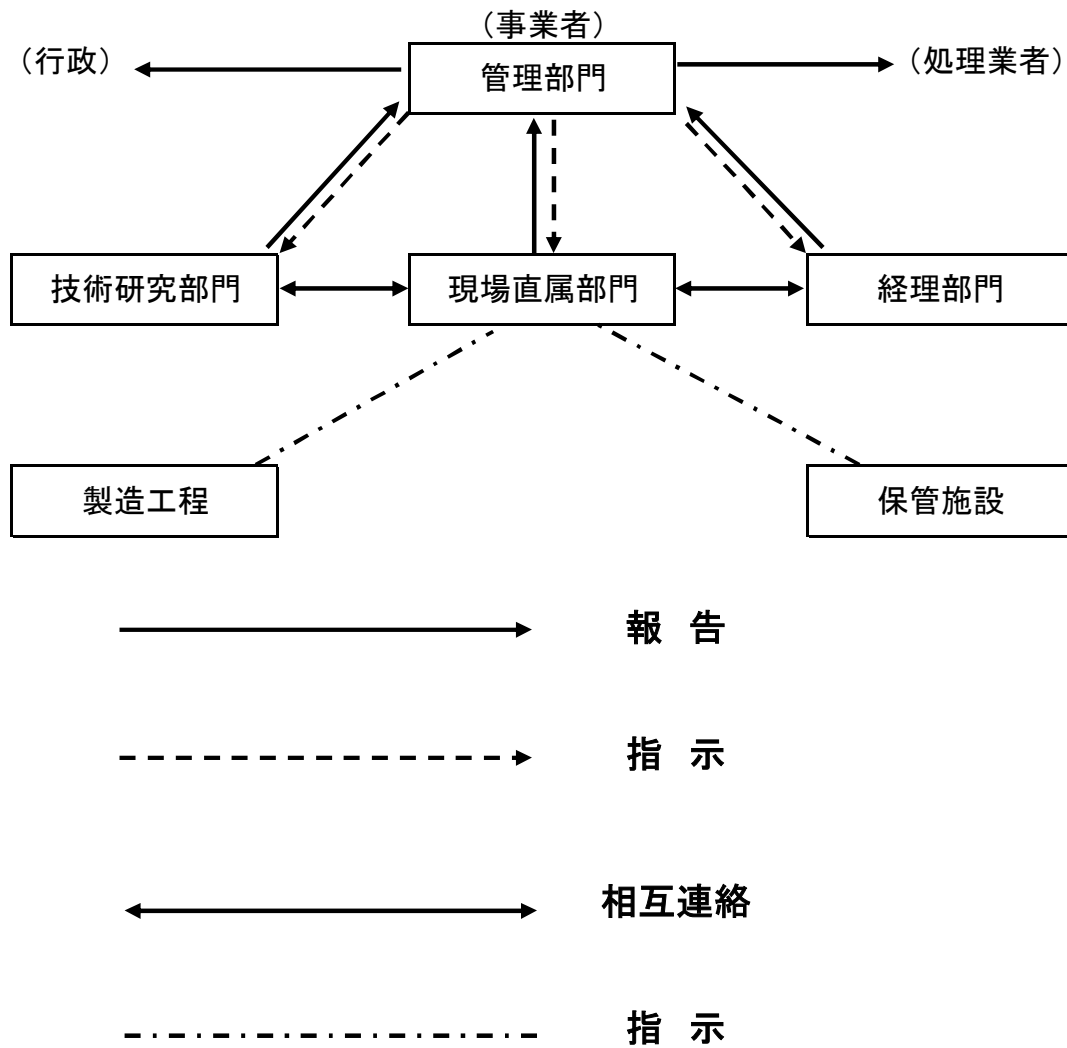 （事業者）
（行政）
管理部門
（処理業者）
技術研究部門
現場直属部門
経理部門
製造工程
保管施設
報 告
指 示
相互連絡
指 示